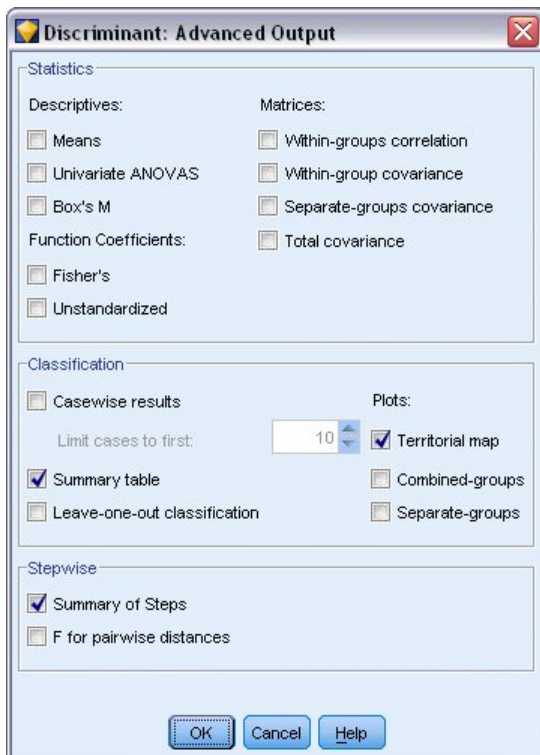 Discriminant: Advanced Output
Statistics
Descriptives:
Means
Univariate ANOVAS
Box's M
Function Coefficients:
Fisher's
Unstandardized
Matrices:
Within-groups correlation
Within-group covariance
Separate-groups covariance
Total covariance
Classification
Casewise results
Limit cases to first: 10
Summary table
Leave-one-out classification
Plots:
Territorial map
Combined-groups
Separate-groups
Stepwise
Summary of Steps
F for pairwise distances
OK Cancel Help